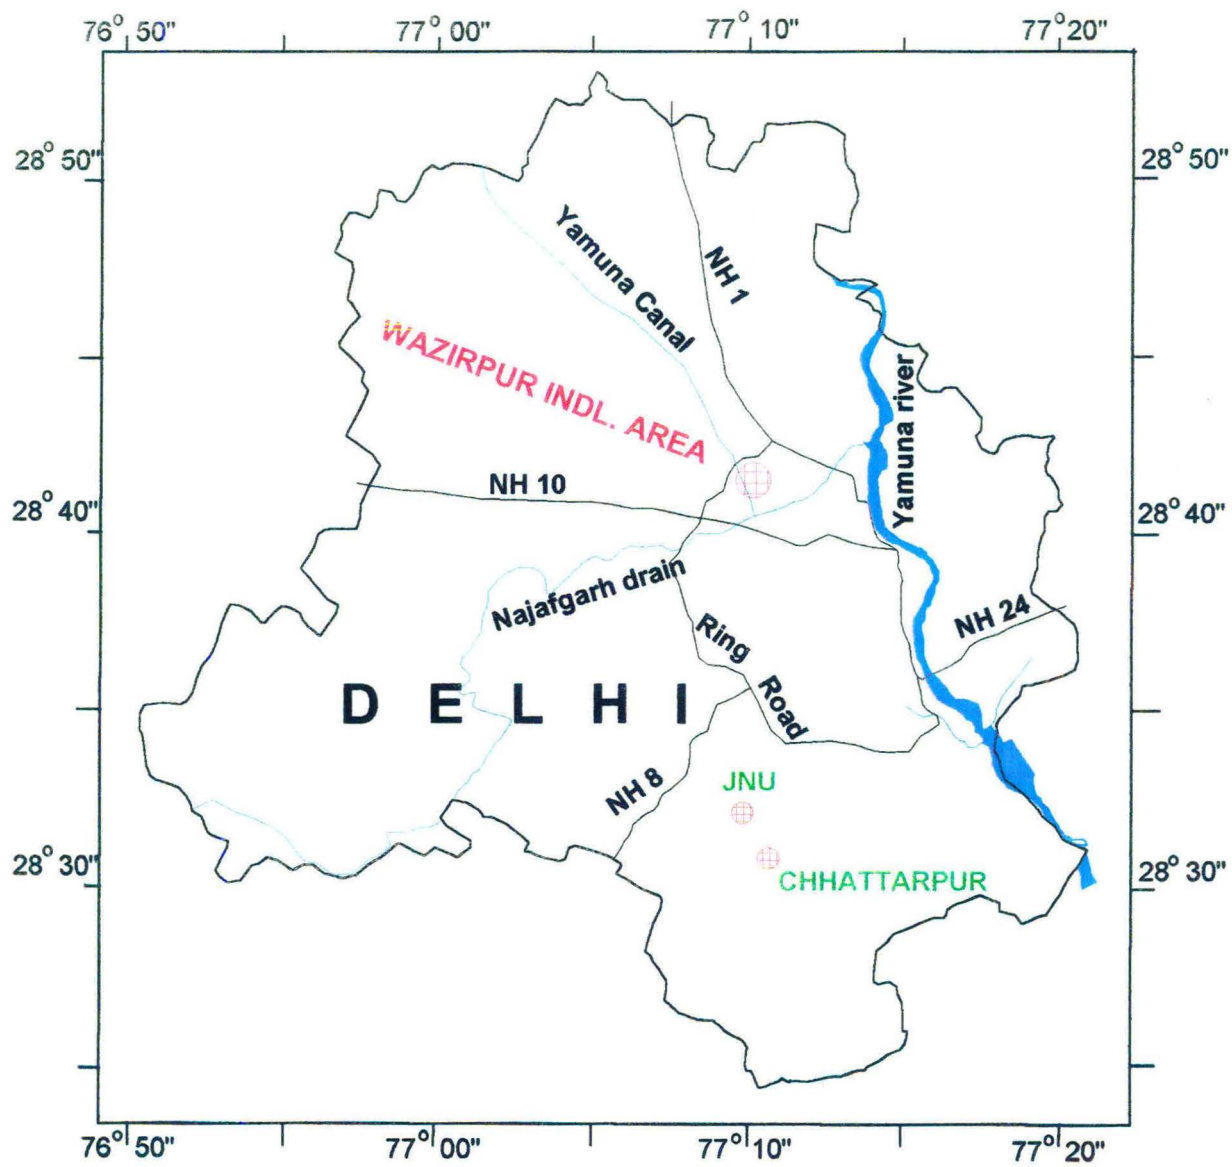 76° 50" 77° 00" 77° 10" 77° 20"
28° 50" 28° 50"
Yamuna Canal
NH 1
WAZIRPUR INDL. AREA
Yamuna river
NH 10
28° 40" 28° 40"
Najafgarh drain
Ring Road
NH 24
DELHI
NH 8
JNU
CHHATTARPUR
28° 30" 28° 30"
76° 50" 77° 00" 77° 10" 77° 20"